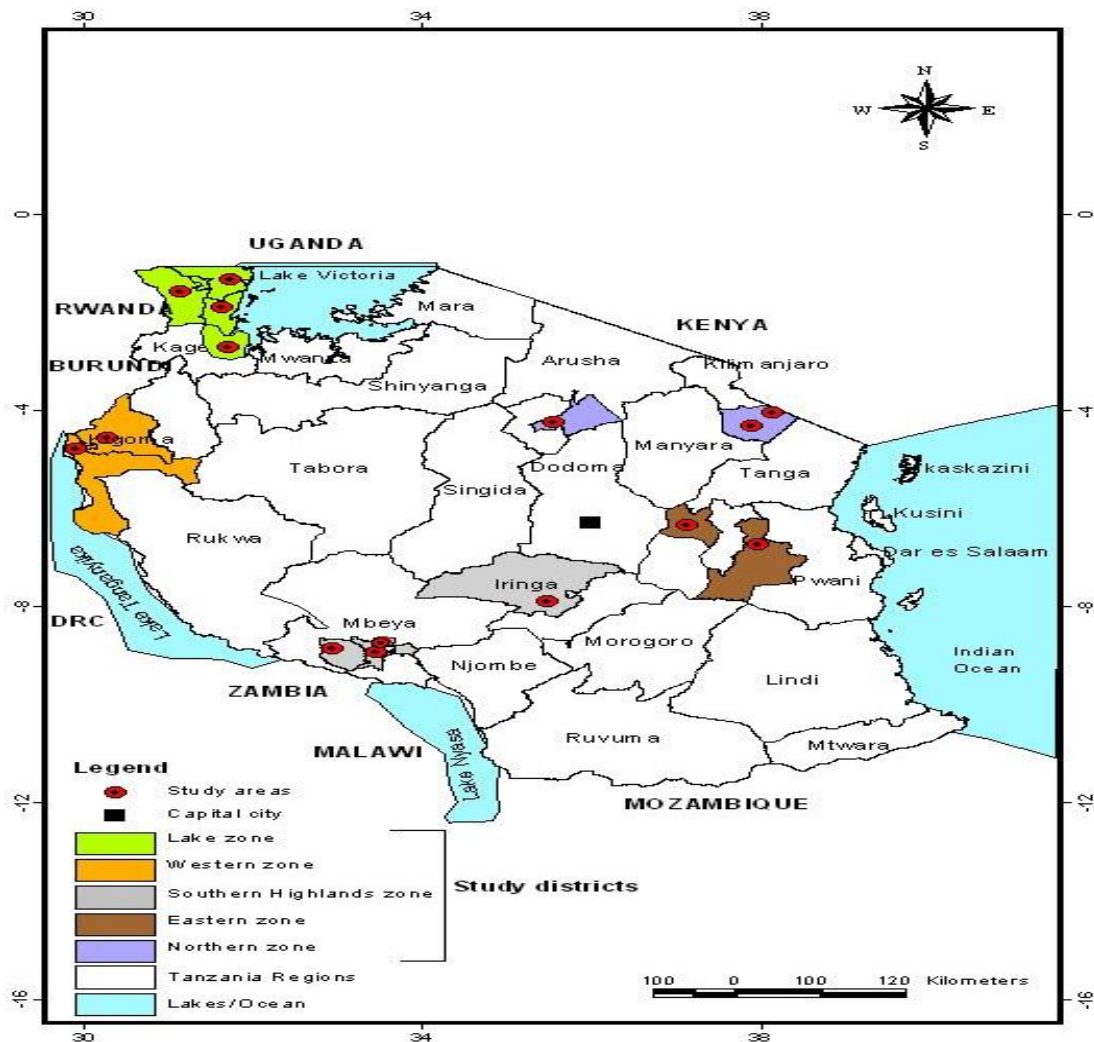 30 34 38
N
W E
S
0 0
UGANDA
Lake Victoria
RWANDA
Mara
KENYA
Kage
Mwanza
BURUNDI
Arusha
Kilimanjaro
Shinyanga
-4 -4
Kigoma
Manyara
Tabora
Dodoma
Tanga
kaskazini
Singida
Kusini
Rukwa
Dar es Salaam
Iringa
Pwani
Lake Tanganyika
-8 -8
DRC
Mbeya
Morogoro
Njombe
Indian
Ocean
Lindi
ZAMBIA
Ruvuma
MALAWI
Lake Nyasa
Mtwara
MOZAMBIQUE
-12 -12
Legend
Study areas
Capital city
Lake zone
Western zone
Southern Highlands zone
Study districts
Eastern zone
Northern zone
Tanzania Regions
Lakes/Ocean
100 0 100 120 Kilometers
-16 -16
30 34 38